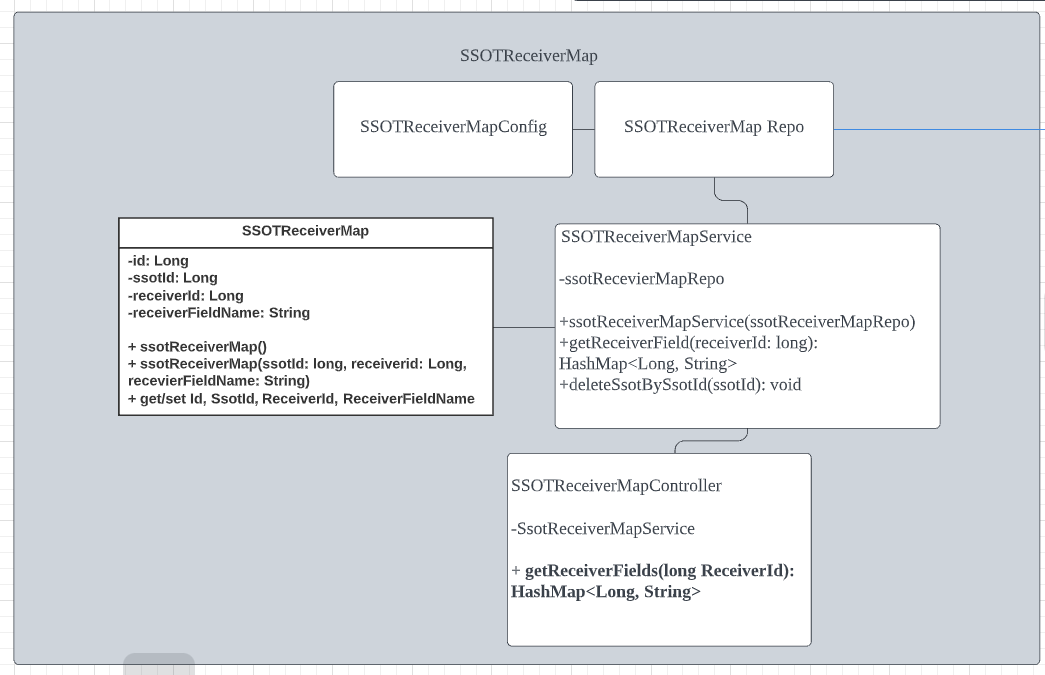 SSOTReceiverMap
SSOTReceiverMapConfig
SSOTReceiverMap Repo
SSOTReceiverMap
-id: Long
-ssotId: Long
-receiverId: Long
-receiverFieldName: String
+ ssotReceiverMap()
+ ssotReceiverMap(ssotId: long, receiverid: Long,
recevierFieldName: String)
+ get/set Id, SsotId, ReceiverId, ReceiverFieldName
SSOTReceiverMapService
-ssotRecevierMapRepo
+ssotReceiverMapService(ssotReceiverMapRepo)
+getReceiverField(receiverId: long):
HashMap<Long, String>
+deleteSsotBySsotId(ssotId): void
SSOTReceiverMapController
-SsotReceiverMapService
+ getReceiverFields(long ReceiverId):
HashMap<Long, String>